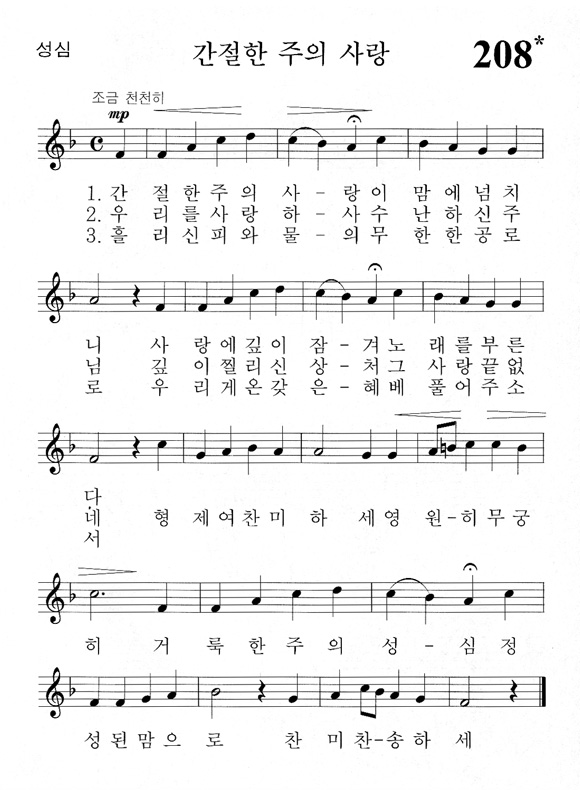 성심 간절한 주의 사랑 208*
조금 천천히
mp
1. 간 절한주의 사-랑이 맘에넘치
2. 우 리를사랑 하-사수 난하신주
3. 흘 리신피와 물-의무 한한공로
니 사 랑에깊이 잠-겨노 래를부른
님 깊 이찔리신 상-처그 사랑끝없
로 우 리게온갖 은-혜베 풀어주소
다,
네 형 제여찬미 하 세영 원-히무궁
서
히 거 룩한주의 성-심정
성된맘으로 찬 미찬-송하 세